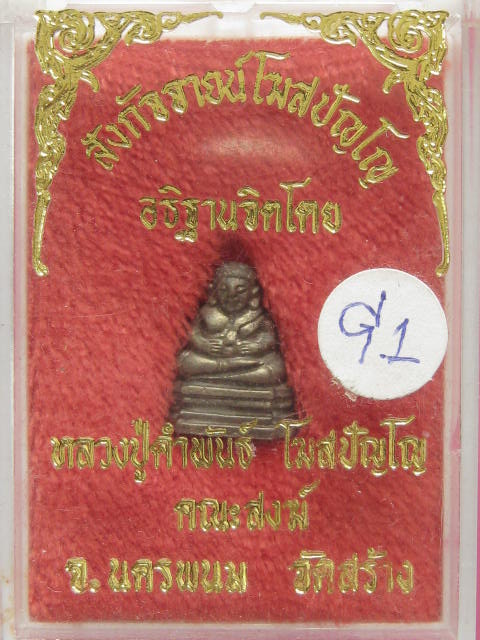 สังกัจจายน์โฆสปัญโญ
อธิฐานจิตโดย
หลวงปู่คำพันธ์ โฆสปัญโญ
คณะสงฆ์
จ.นครพนม จัดสร้าง